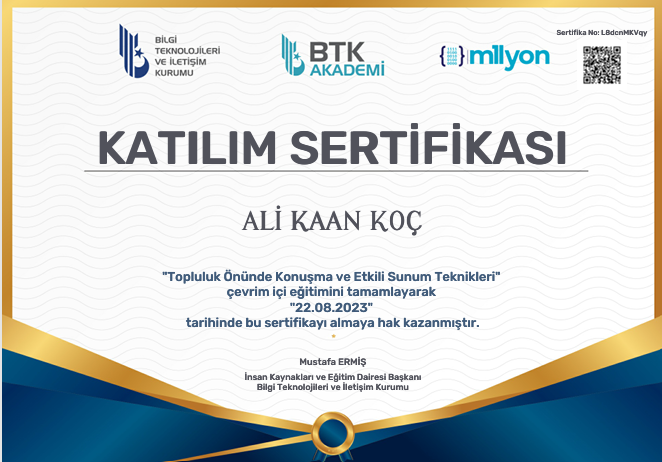 Sertifika No: LBdcnMKVqy
BİLGİ
TEKNOLOJİLERİ
VE İLETİŞİM
KURUMU
BTK
AKADEMİ
1milyon
KATILIM SERTİFİKASI
ALİ KAAN KOÇ
"Topluluk Önünde Konuşma ve Etkili Sunum Teknikleri"
çevrim içi eğitimini tamamlayarak
"22.08.2023"
tarihinde bu sertifikayı almaya hak kazanmıştır.
Mustafa ERMİŞ
İnsan Kaynakları ve Eğitim Dairesi Başkanı
Bilgi Teknolojileri ve İletişim Kurumu